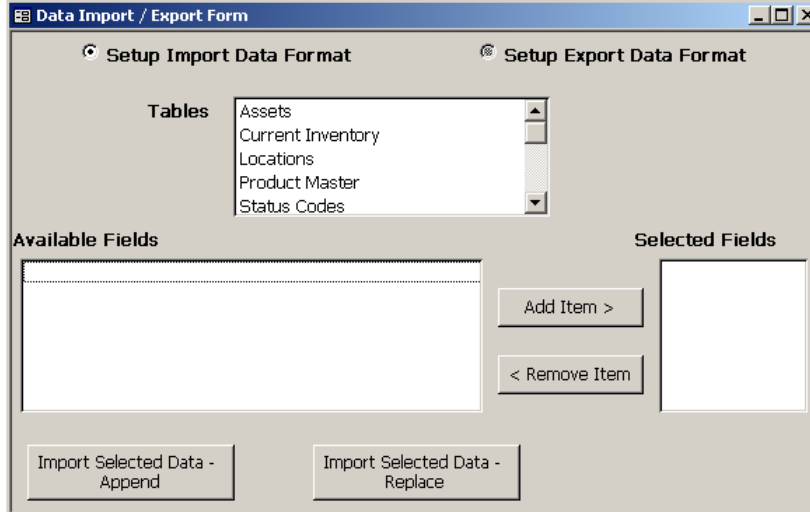 Data Import / Export Form
Setup Import Data Format
Setup Export Data Format
Tables
Assets
Current Inventory
Locations
Product Master
Status Codes
Available Fields
Selected Fields
Add Item >
< Remove Item
Import Selected Data -
Append
Import Selected Data -
Replace